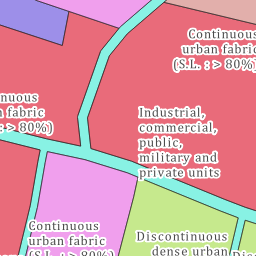 Continuous
urban fabric
(S.L. : > 80%)
nuous
fabric
: > 80%)
Industrial,
commercial,
public,
military and
private units
Continuous
urban fabric
(S.L. : > 80%)
Discontinuous
dense urban